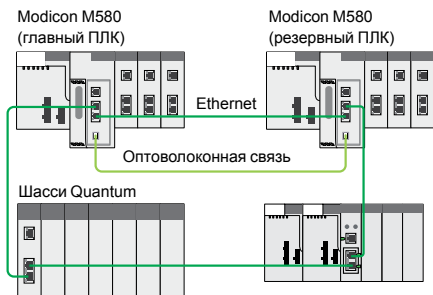 Modicon M580
(главный ПЛК)
Modicon M580
(резервный ПЛК)
Ethernet
Оптоволоконная связь
Шасси Quantum